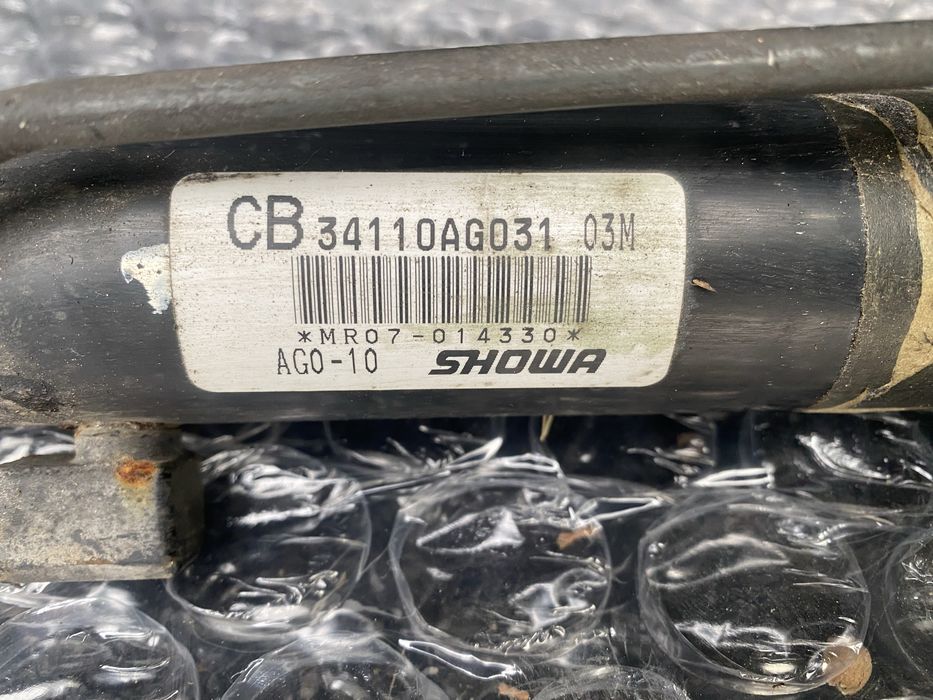 CB 34110AG031 03M
*MR07-014330*
AG0-10 SHOWA